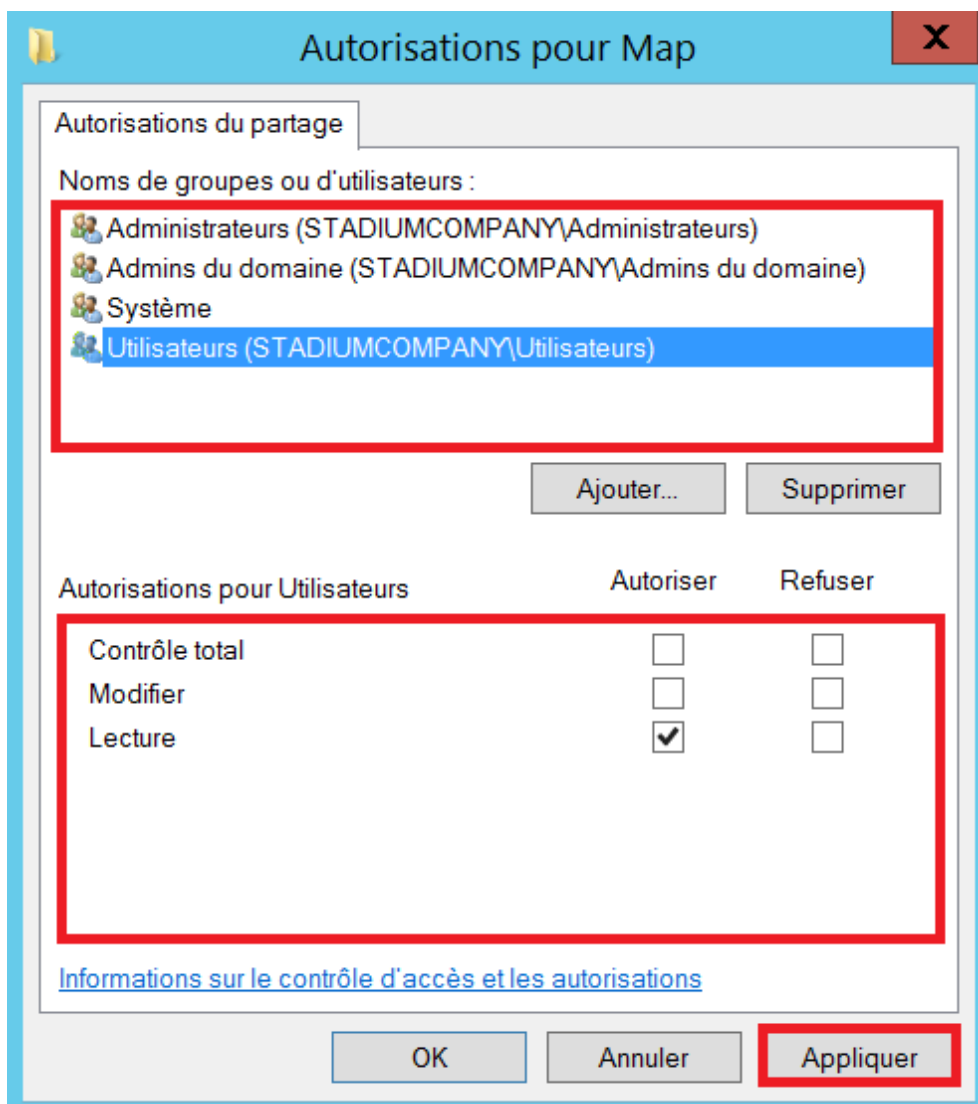 Autorisations pour Map
X
Autorisations du partage
Noms de groupes ou d'utilisateurs :
Administrateurs (STADIUMCOMPANY\Administrateurs)
Admins du domaine (STADIUMCOMPANY\Admins du domaine)
Système
Utilisateurs (STADIUMCOMPANY\Utilisateurs)
Ajouter... Supprimer
Autorisations pour Utilisateurs Autoriser Refuser
Contrôle total
Modifier
Lecture
Informations sur le contrôle d'accès et les autorisations
OK Annuler Appliquer